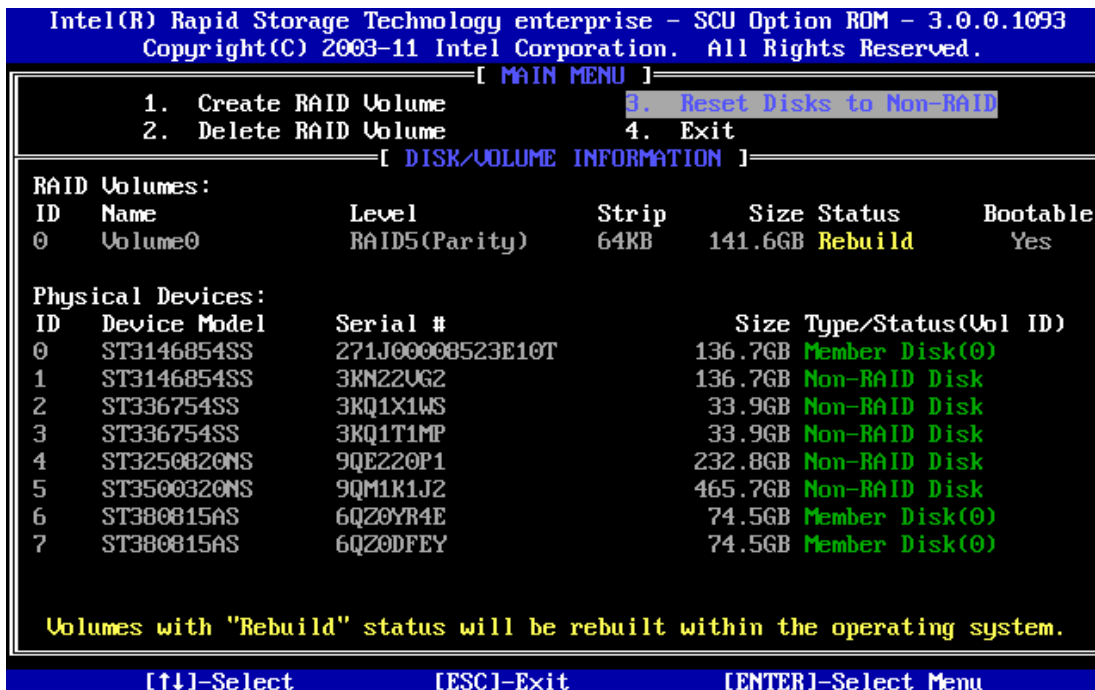 Intel(R) Rapid Storage Technology enterprise - SCU Option ROM - 3.0.0.1093
Copyright(C) 2003-11 Intel Corporation. All Rights Reserved.
[ MAIN MENU ]
1. Create RAID Volume 3. Reset Disks to Non-RAID
2. Delete RAID Volume 4. Exit
[ DISK/VOLUME INFORMATION ]
RAID Volumes:
ID Name Level Strip Size Status Bootable
0 Volume0 RAID5(Parity) 64KB 141.6GB Rebuild Yes
Physical Devices:
ID Device Model Serial # Size Type/Status(Vol ID)
0 ST3146854SS 271J00008523E10T 136.7GB Member Disk(0)
1 ST3146854SS 3KN22VG2 136.7GB Non-RAID Disk
2 ST336754SS 3KQ1X1WS 33.9GB Non-RAID Disk
3 ST336754SS 3KQ1T1MP 33.9GB Non-RAID Disk
4 ST3250820NS 9QE220P1 232.8GB Non-RAID Disk
5 ST3500320NS 9QM1K1J2 465.7GB Non-RAID Disk
6 ST380815AS 6QZ0YR4E 74.5GB Member Disk(0)
7 ST380815AS 6QZ0DFEY 74.5GB Member Disk(0)
Volumes with "Rebuild" status will be rebuilt within the operating system.
[↑↓]-Select [ESC]-Exit [ENTER]-Select Menu